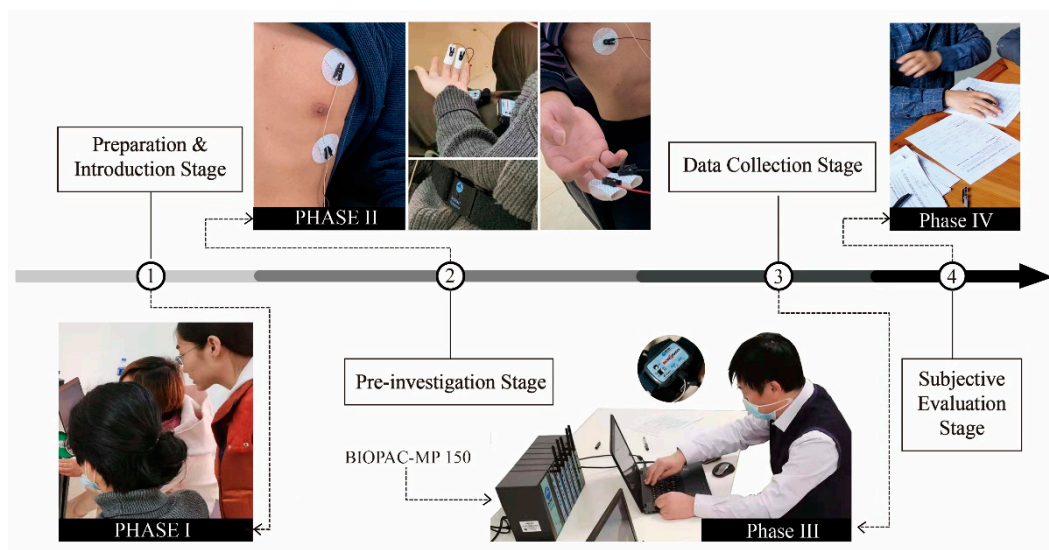 Preparation &
Introduction Stage
PHASE II
Data Collection Stage
Phase IV
1
2
3
4
PHASE I
Pre-investigation Stage
BIOPAC-MP 150
Phase III
Subjective
Evaluation
Stage